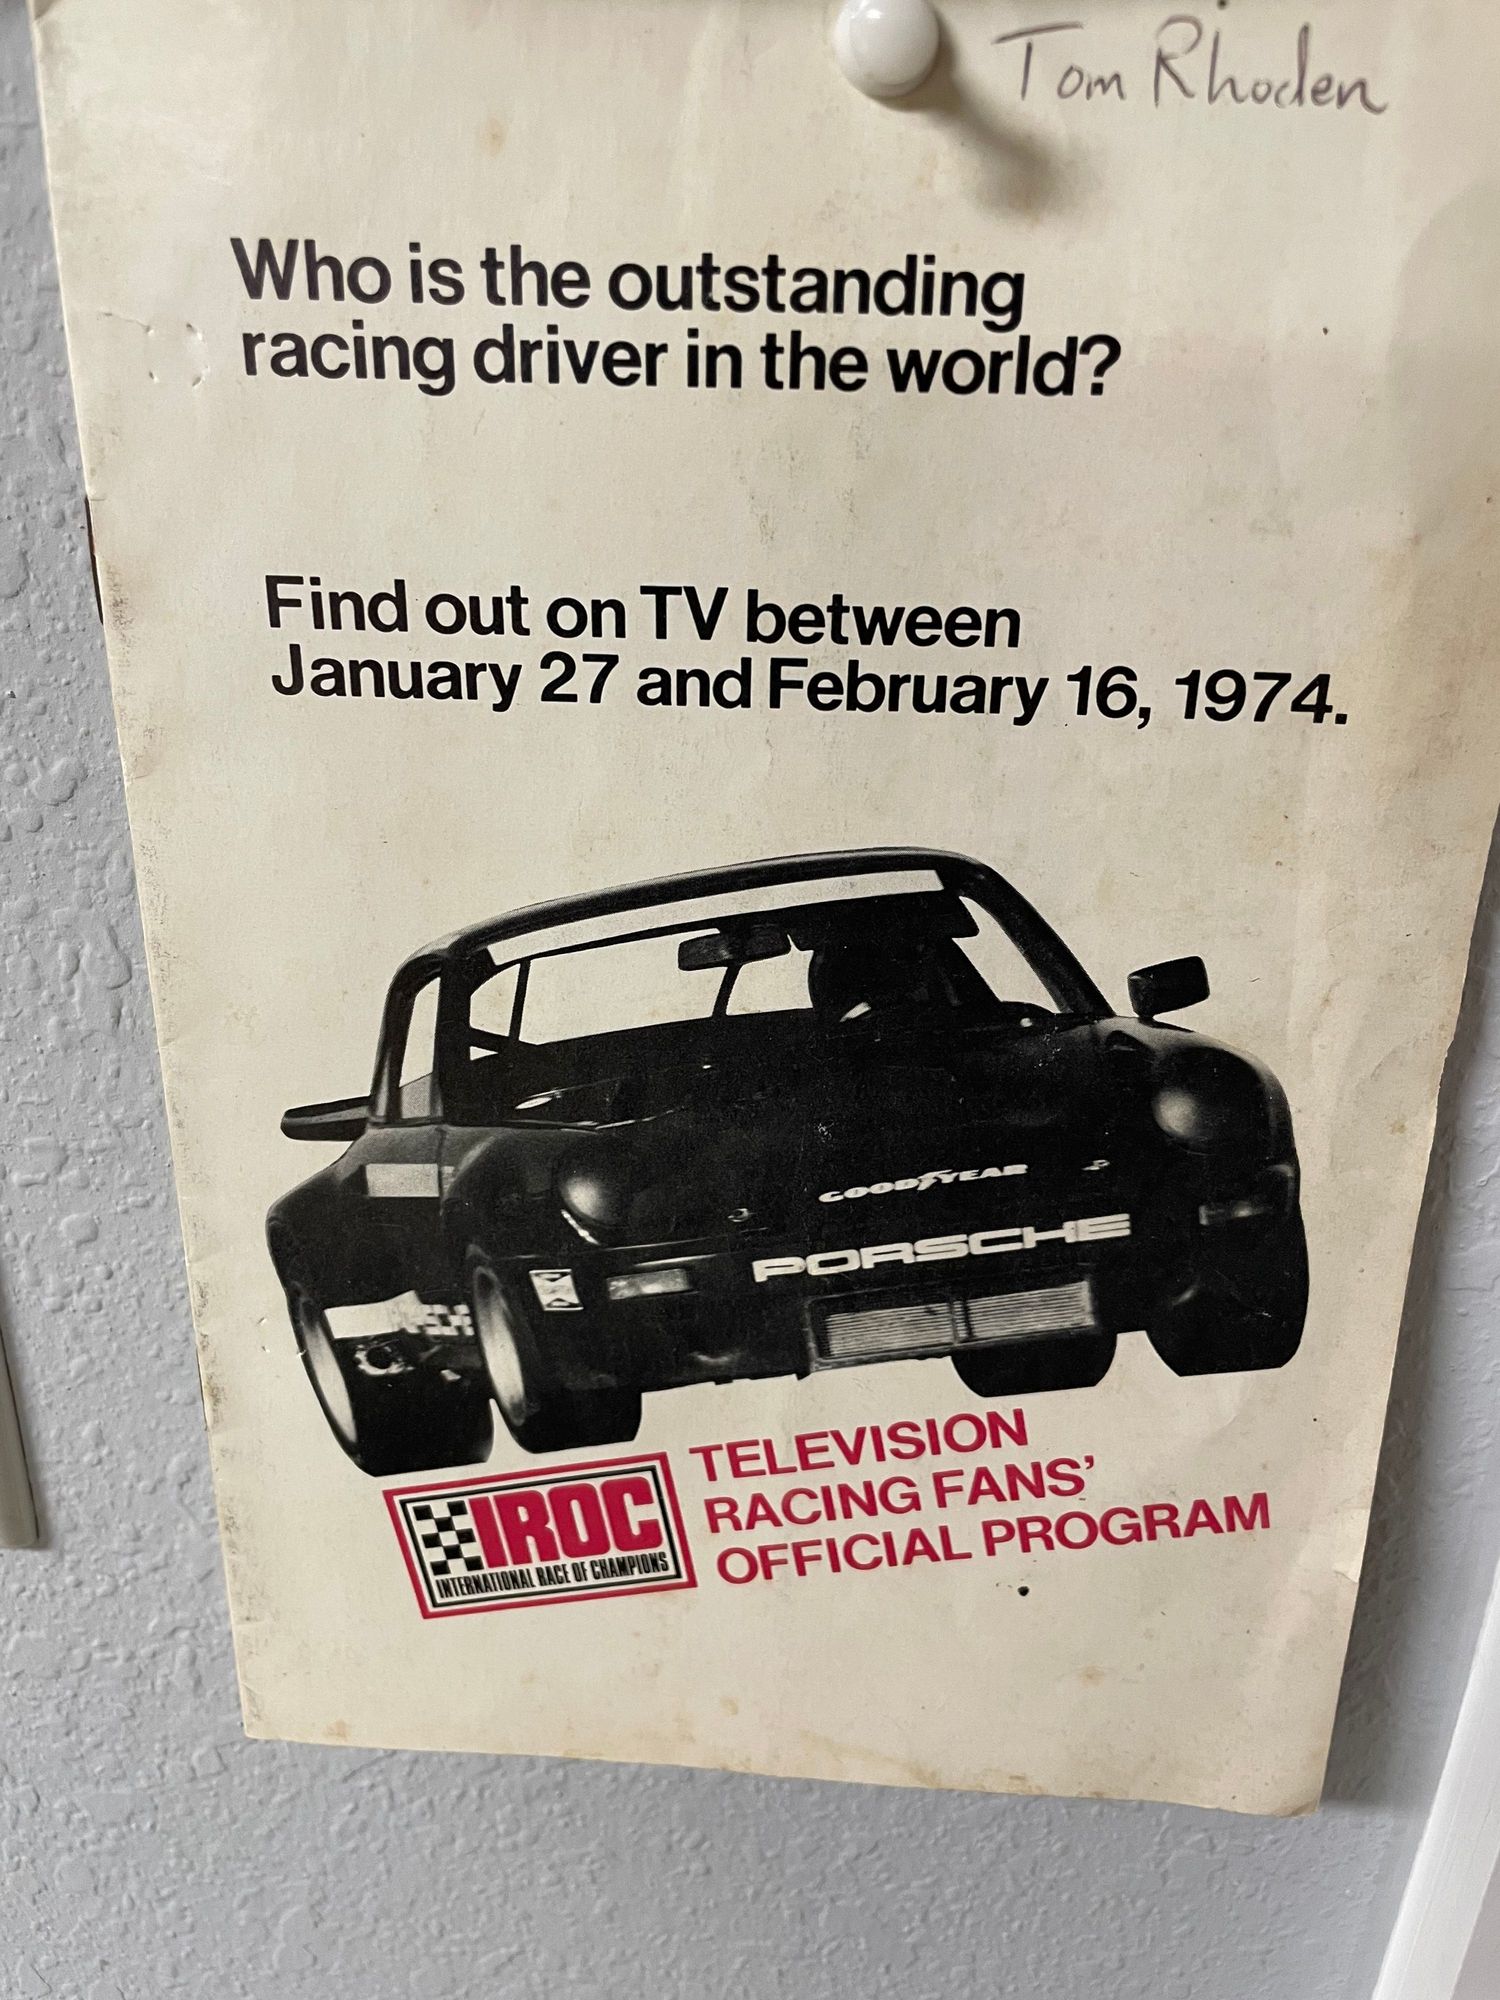 Tom Rhoden
Who is the outstanding
racing driver in the world?
Find out on TV between
January 27 and February 16, 1974.
GOODYEAR
PORSCHE
IROC
INTERNATIONAL RACE OF CHAMPIONS
TELEVISION
RACING FANS'
OFFICIAL PROGRAM